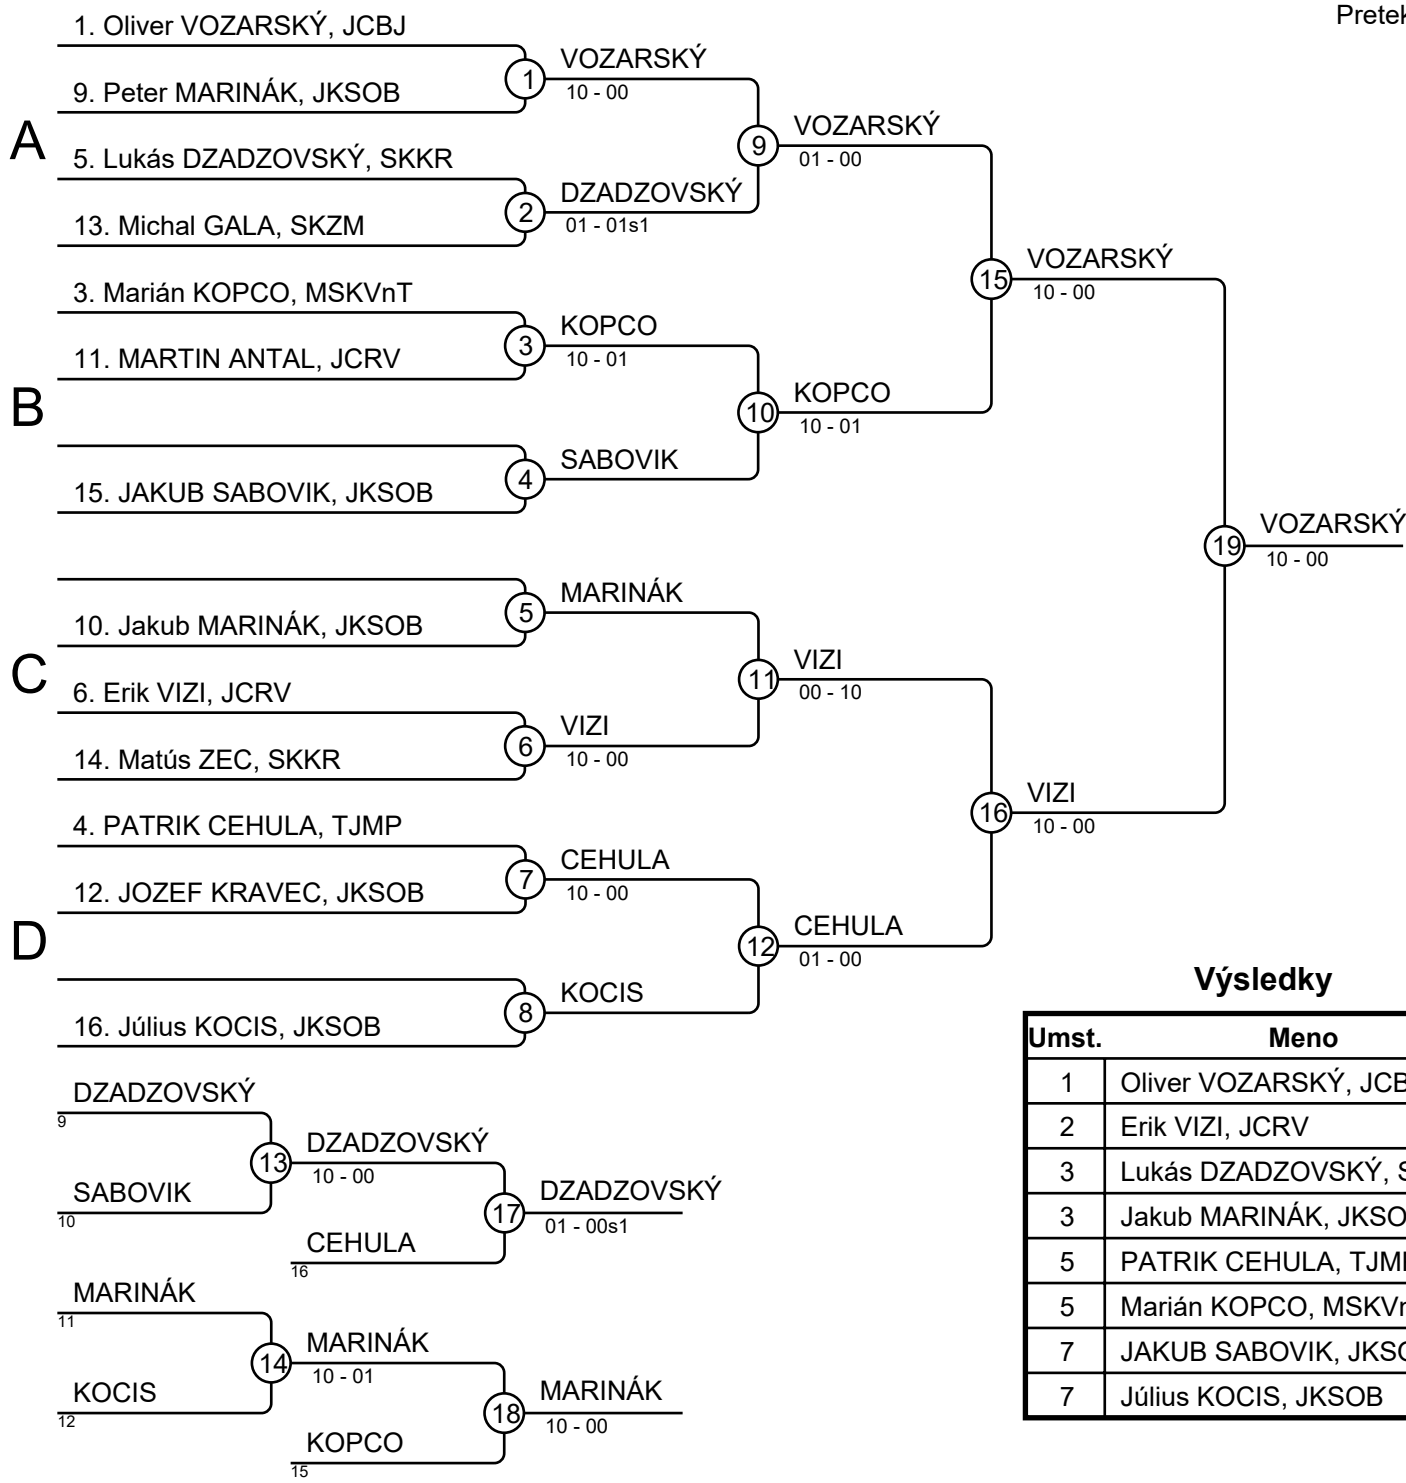 Pretek
1. Oliver VOZARSKÝ, JCBJ
9. Peter MARINÁK, JKSOB
1
VOZARSKÝ
10 - 00
A
5. Lukás DZADZOVSKÝ, SKKR
13. Michal GALA, SKZM
2
DZADZOVSKÝ
01 - 01s1
9
VOZARSKÝ
01 - 00
3. Marián KOPCO, MSKVnT
11. MARTIN ANTAL, JCRV
3
KOPCO
10 - 01
B
15. JAKUB SABOVIK, JKSOB
4
SABOVIK
10
KOPCO
10 - 01
15
VOZARSKÝ
10 - 00
10. Jakub MARINÁK, JKSOB
5
MARINÁK
C
6. Erik VIZI, JCRV
14. Matús ZEC, SKKR
6
VIZI
10 - 00
11
VIZI
00 - 10
4. PATRIK CEHULA, TJMP
12. JOZEF KRAVEC, JKSOB
7
CEHULA
10 - 00
D
16. Július KOCIS, JKSOB
8
KOCIS
12
CEHULA
01 - 00
16
VIZI
10 - 00
19
VOZARSKÝ
10 - 00
DZADZOVSKÝ
9
SABOVIK
10
13
DZADZOVSKÝ
10 - 00
CEHULA
16
17
DZADZOVSKÝ
01 - 00s1
MARINÁK
11
KOCIS
12
14
MARINÁK
10 - 01
KOPCO
15
18
MARINÁK
10 - 00
Výsledky
Umst. Meno
1 Oliver VOZARSKÝ, JCB
2 Erik VIZI, JCRV
3 Lukás DZADZOVSKÝ, S
3 Jakub MARINÁK, JKSO
5 PATRIK CEHULA, TJM
5 Marián KOPCO, MSKVn
7 JAKUB SABOVIK, JKSO
7 Július KOCIS, JKSOB